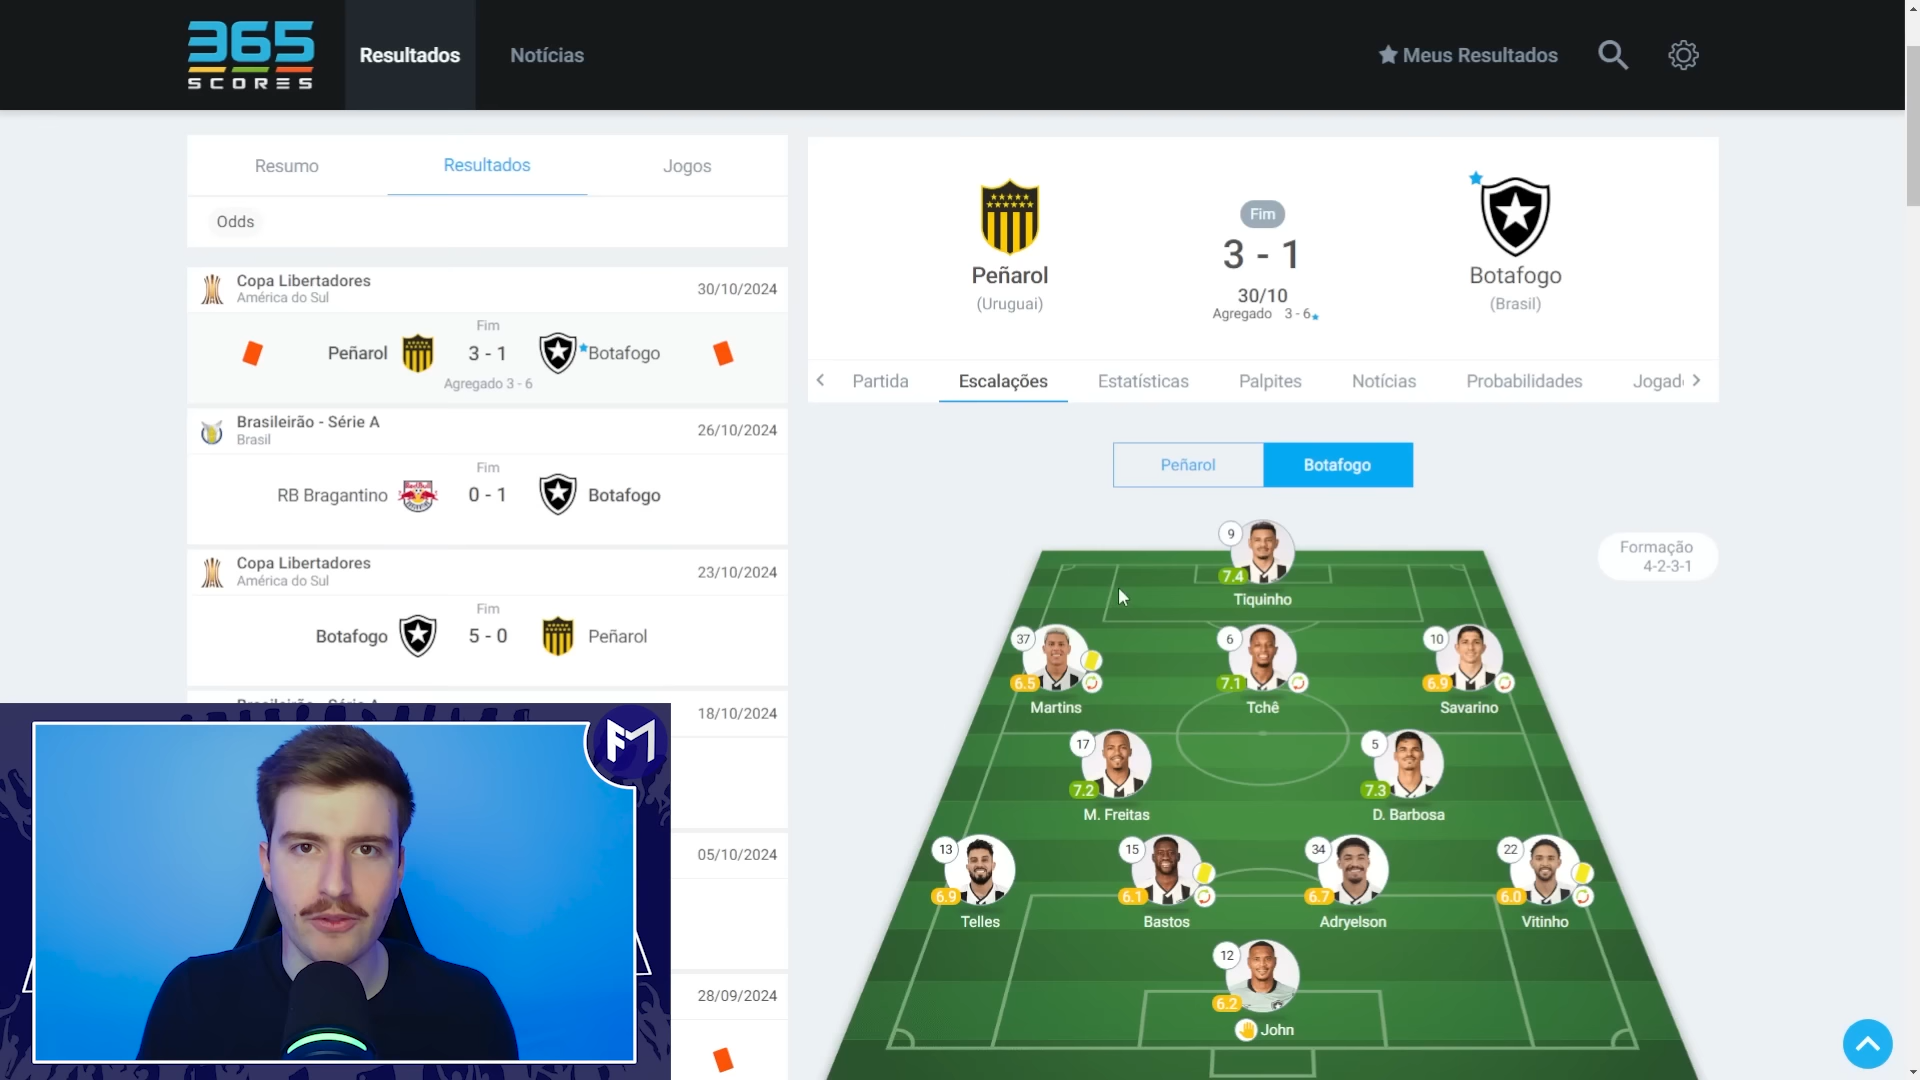 365
SCORES
Resultados
Notícias
Meus Resultados
Resumo
Resultados
Jogos
Odds
Copa Libertadores
América do Sul
30/10/2024
Fim
Peñarol
3 - 1
Botafogo
Agregado 3 - 6
Brasileirão - Série A
Brasil
26/10/2024
Fim
RB Bragantino
0 - 1
Botafogo
Copa Libertadores
América do Sul
23/10/2024
Fim
Botafogo
5 - 0
Peñarol
Brasileirão - Série A
18/10/2024
05/10/2024
28/09/2024
FM
Peñarol
(Uruguai)
Fim
3 - 1
30/10
Agregado 3 - 6
Botafogo
(Brasil)
Partida
Escalações
Estatísticas
Palpites
Notícias
Probabilidades
Jogad
Peñarol
Botafogo
Formação
4-2-3-1
9
7.4
Tiquinho
37
6.5
Martins
6
7.1
Tchê
10
6.9
Savarino
17
7.2
M. Freitas
5
7.3
D. Barbosa
13
6.9
Telles
15
6.1
Bastos
34
6.7
Adryelson
22
6.0
Vitinho
12
6.2
John